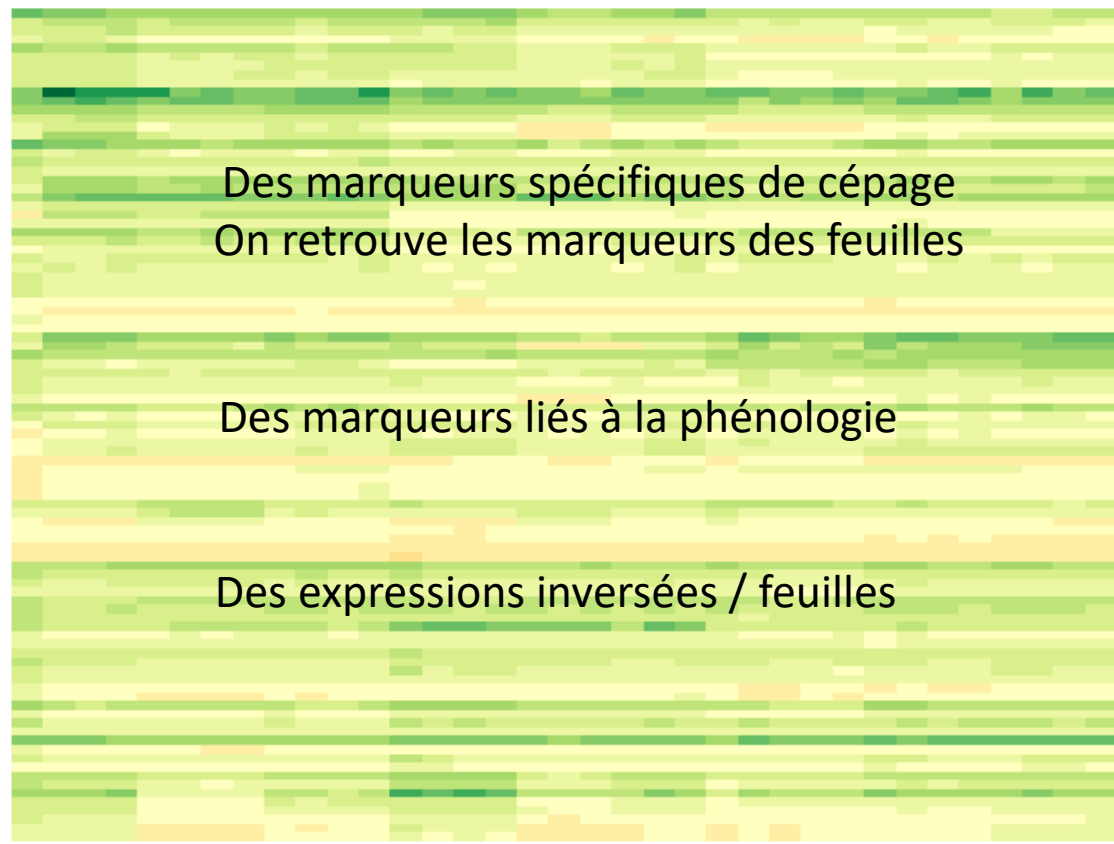 Des marqueurs spécifiques de cépage
On retrouve les marqueurs des feuilles
Des marqueurs liés à la phénologie
Des expressions inversées / feuilles